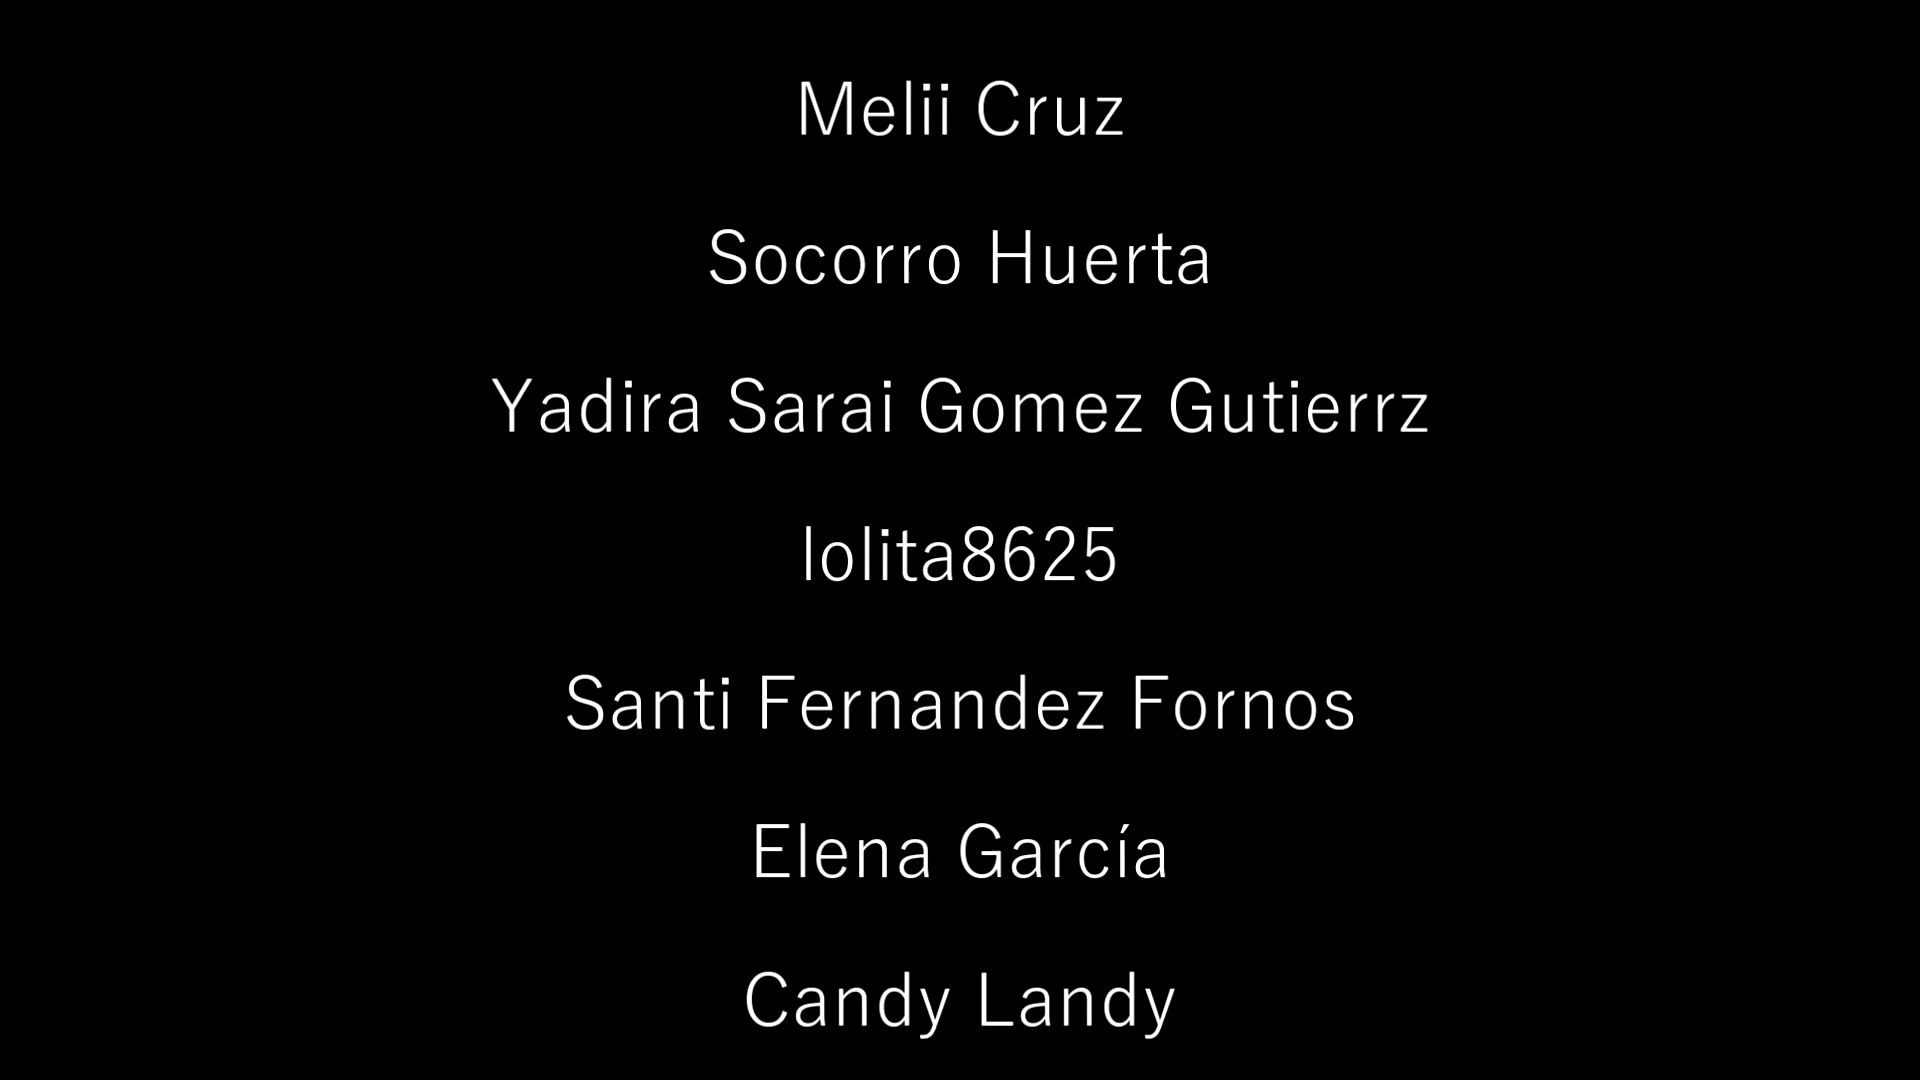 Melii Cruz
Socorro Huerta
Yadira Sarai Gomez Gutierrz
lolita8625
Santi Fernandez Fornos
Elena García
Candy Landy